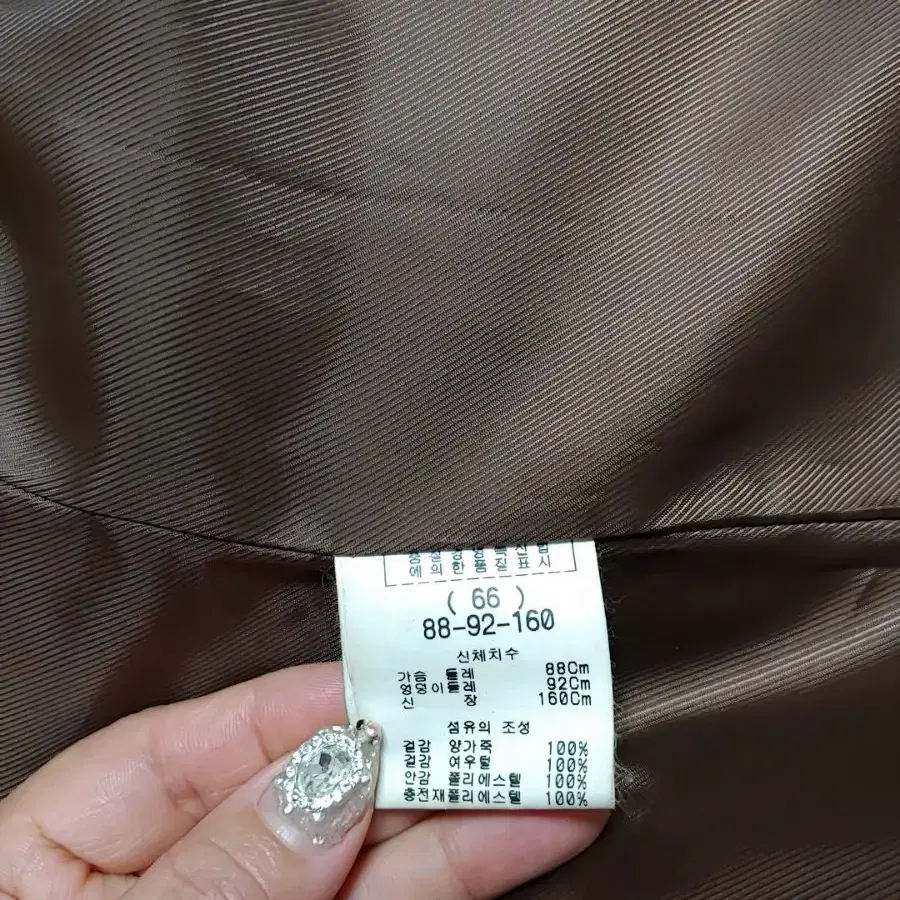 에의한품질표시
( 66 )
88-92-160
신체치수
가슴 둘레 88Cm
엉덩이둘레 92Cm
신 장 160Cm
섬유의 조성
겉감 양가죽 100%
겉감 여우털 100%
안감 폴리에스텔 100%
충전재폴리에스텔 100%